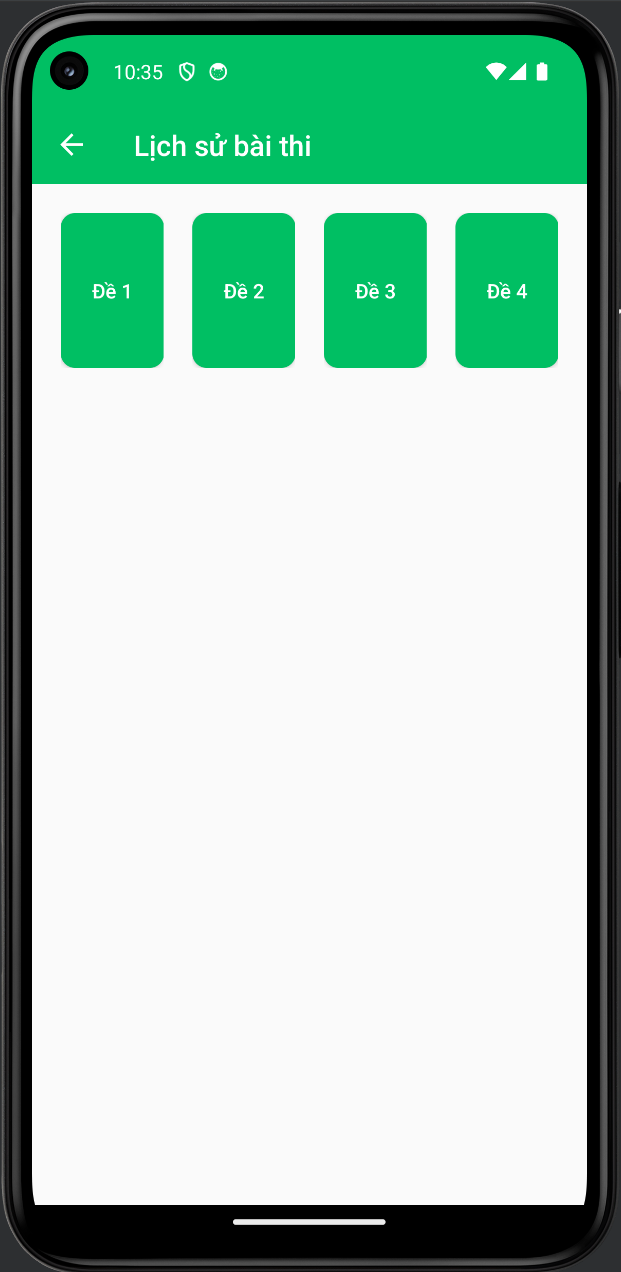 10:35
Lịch sử bài thi
Đề 1
Đề 2
Đề 3
Đề 4